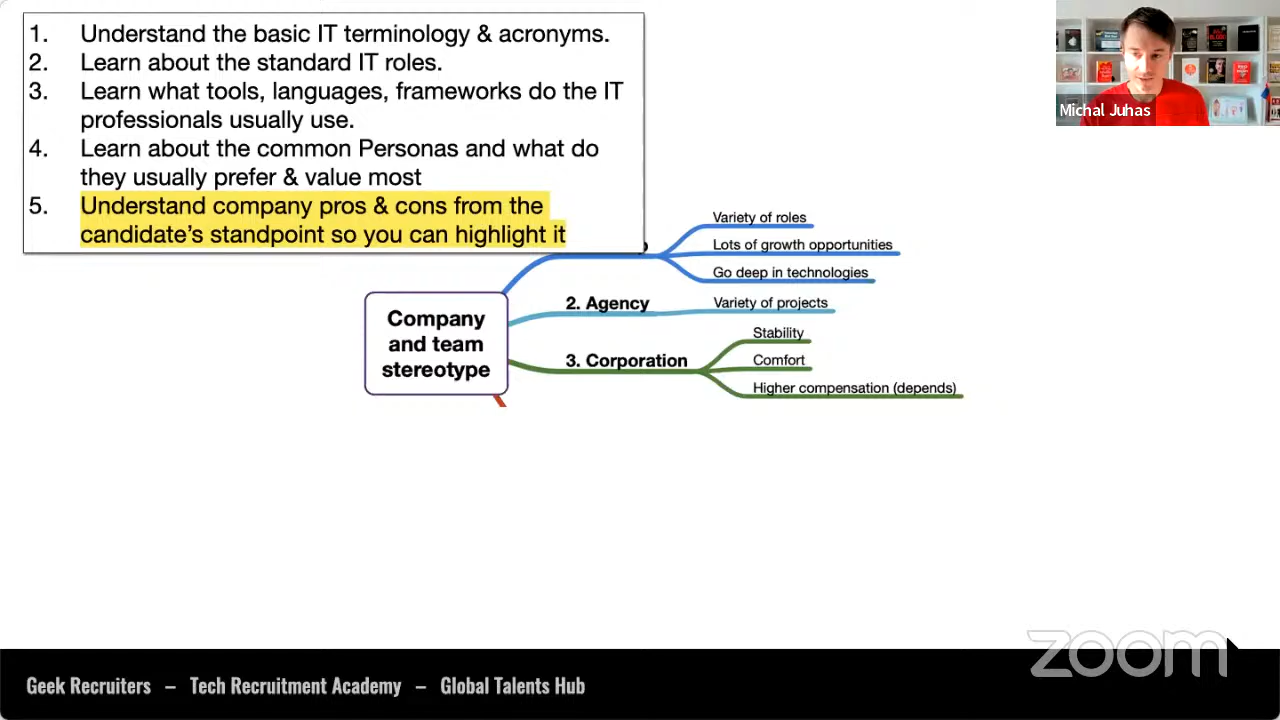 1. Understand the basic IT terminology & acronyms.
2. Learn about the standard IT roles.
3. Learn what tools, languages, frameworks do the IT
professionals usually use.
4. Learn about the common Personas and what do
they usually prefer & value most
5. Understand company pros & cons from the
candidate's standpoint so you can highlight it
Michal Juhas
Variety of roles
Lots of growth opportunities
Go deep in technologies
Company
and team
stereotype
2. Agency
Variety of projects
3. Corporation
Stability
Comfort
Higher compensation (depends)
zoom
Geek Recruiters – Tech Recruitment Academy – Global Talents Hub